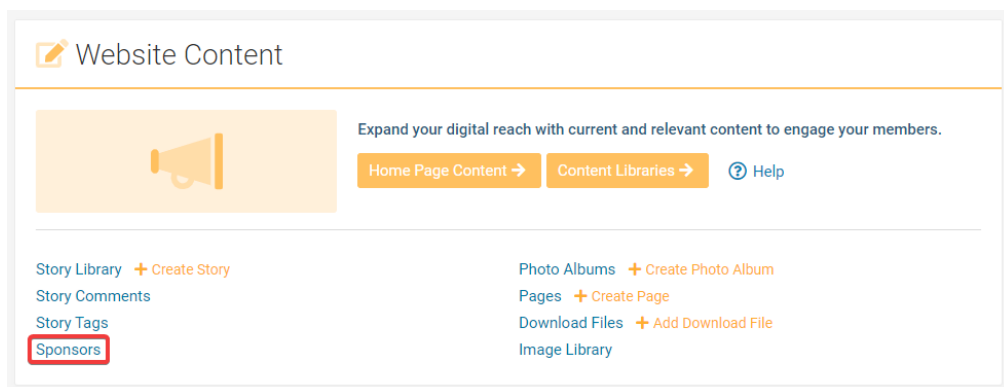 Website Content
Expand your digital reach with current and relevant content to engage your members.
Home Page Content →
Content Libraries →
? Help
Story Library + Create Story
Story Comments
Story Tags
Sponsors
Photo Albums + Create Photo Album
Pages + Create Page
Download Files + Add Download File
Image Library